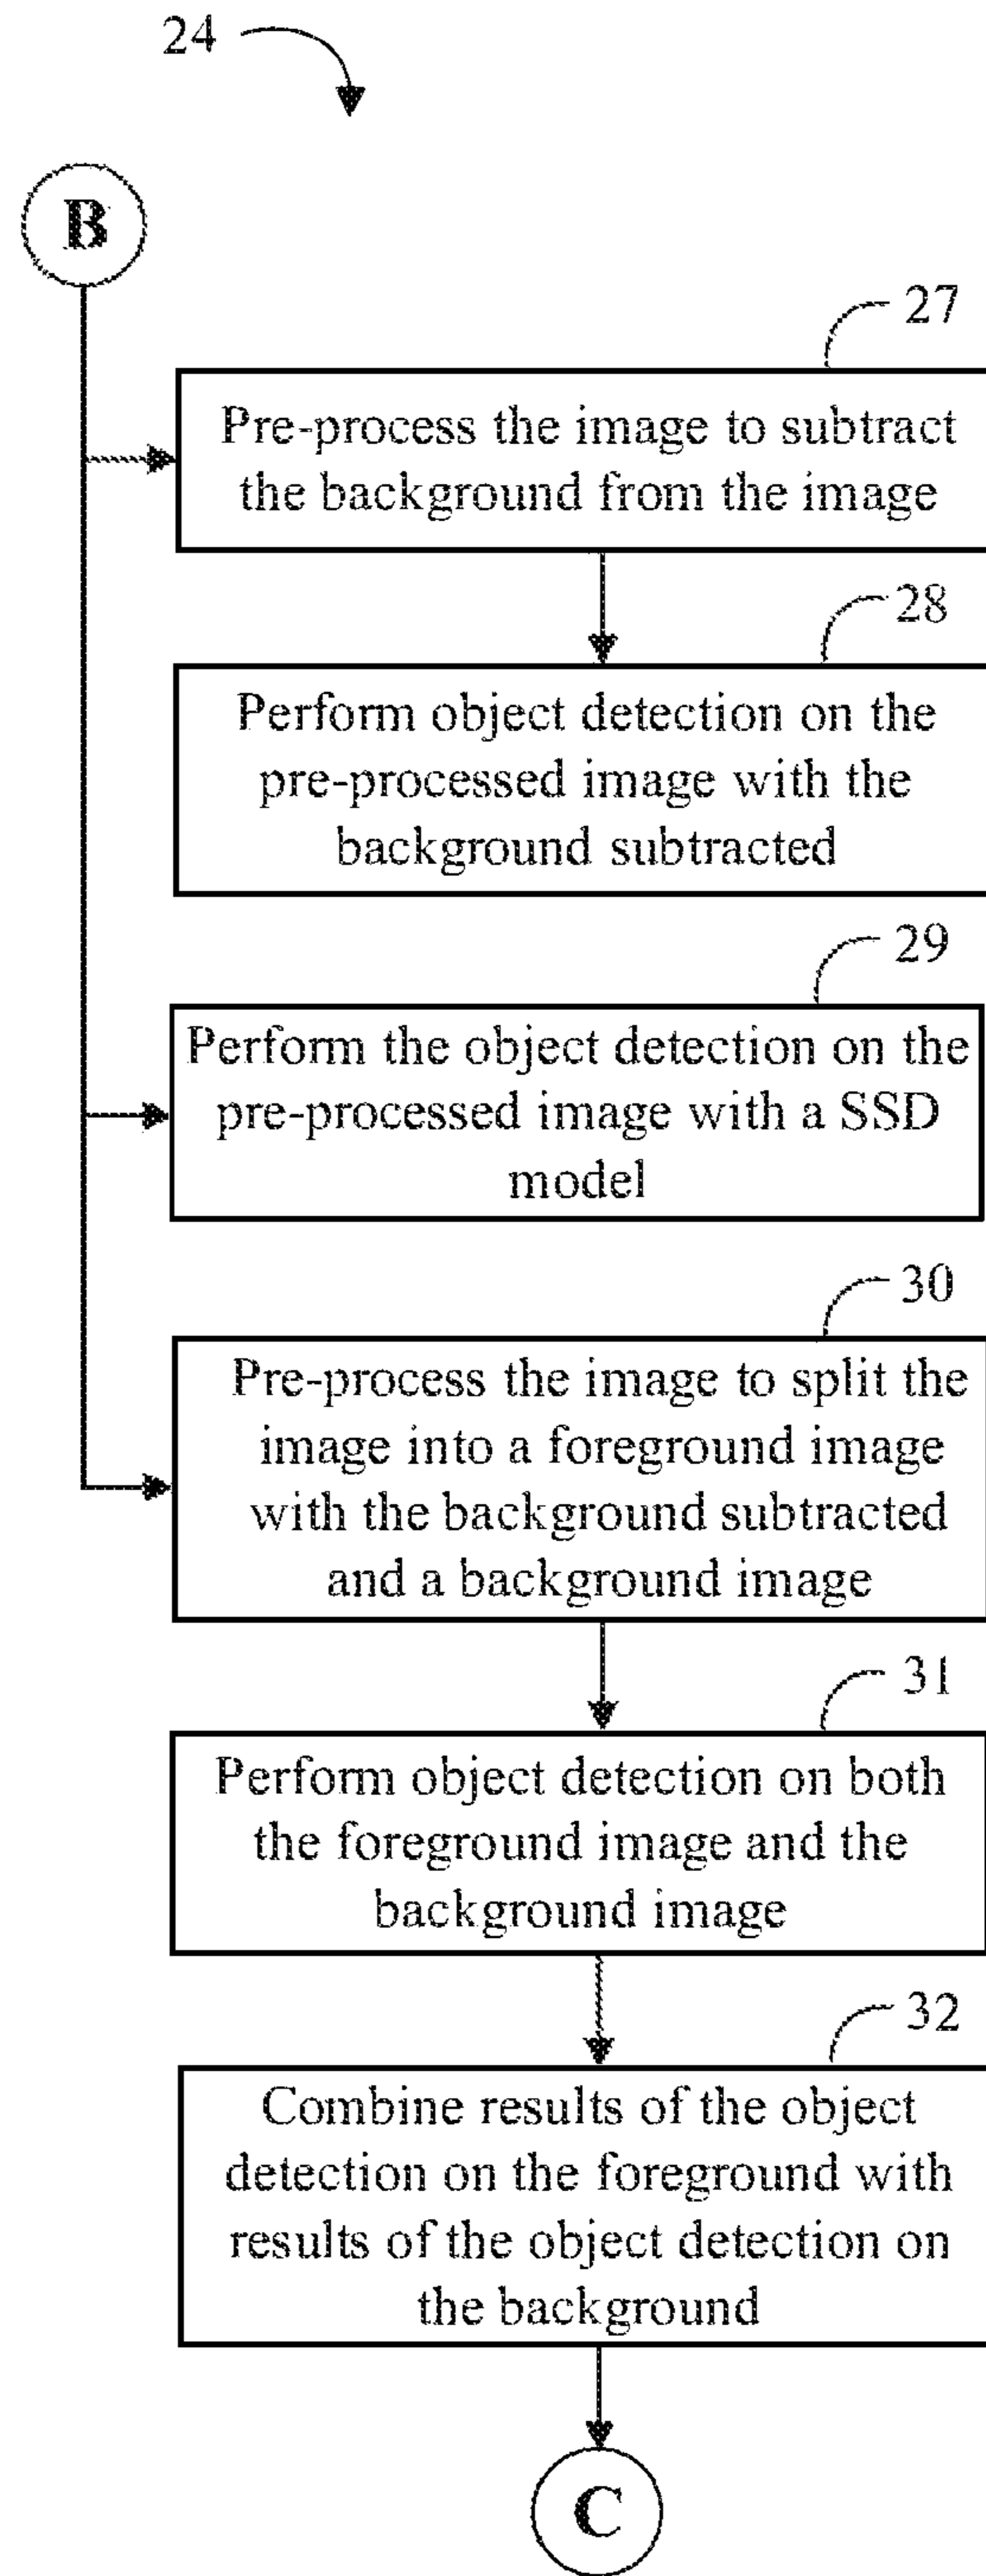 24
B
27
Pre-process the image to subtract
the background from the image
28
Perform object detection on the
pre-processed image with the
background subtracted
29
Perform the object detection on the
pre-processed image with a SSD
model
30
Pre-process the image to split the
image into a foreground image
with the background subtracted
and a background image
31
Perform object detection on both
the foreground image and the
background image
32
Combine results of the object
detection on the foreground with
results of the object detection on
the background
C